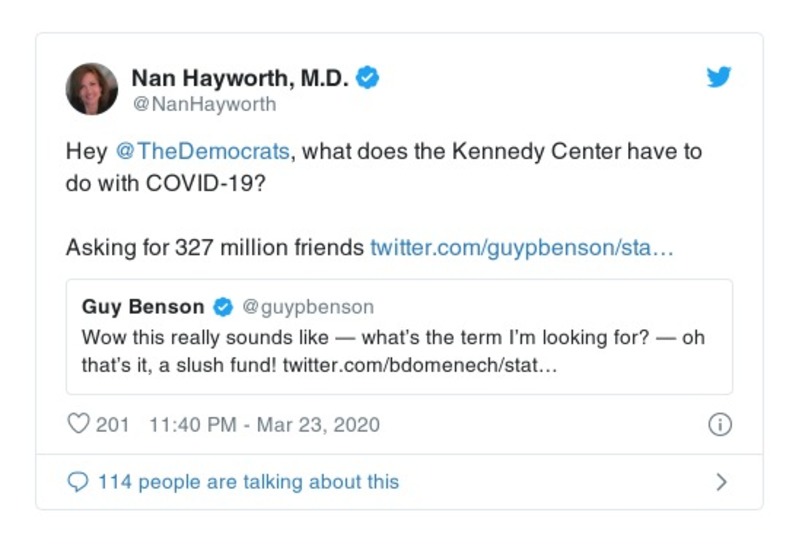 Nan Hayworth, M.D.
@NanHayworth
Hey @TheDemocrats, what does the Kennedy Center have to
do with COVID-19?
Asking for 327 million friends twitter.com/guypbenson/sta…
Guy Benson @guypbenson
Wow this really sounds like — what's the term I'm looking for? — oh
that's it, a slush fund! twitter.com/bdomenech/stat…
201 11:40 PM - Mar 23, 2020
114 people are talking about this